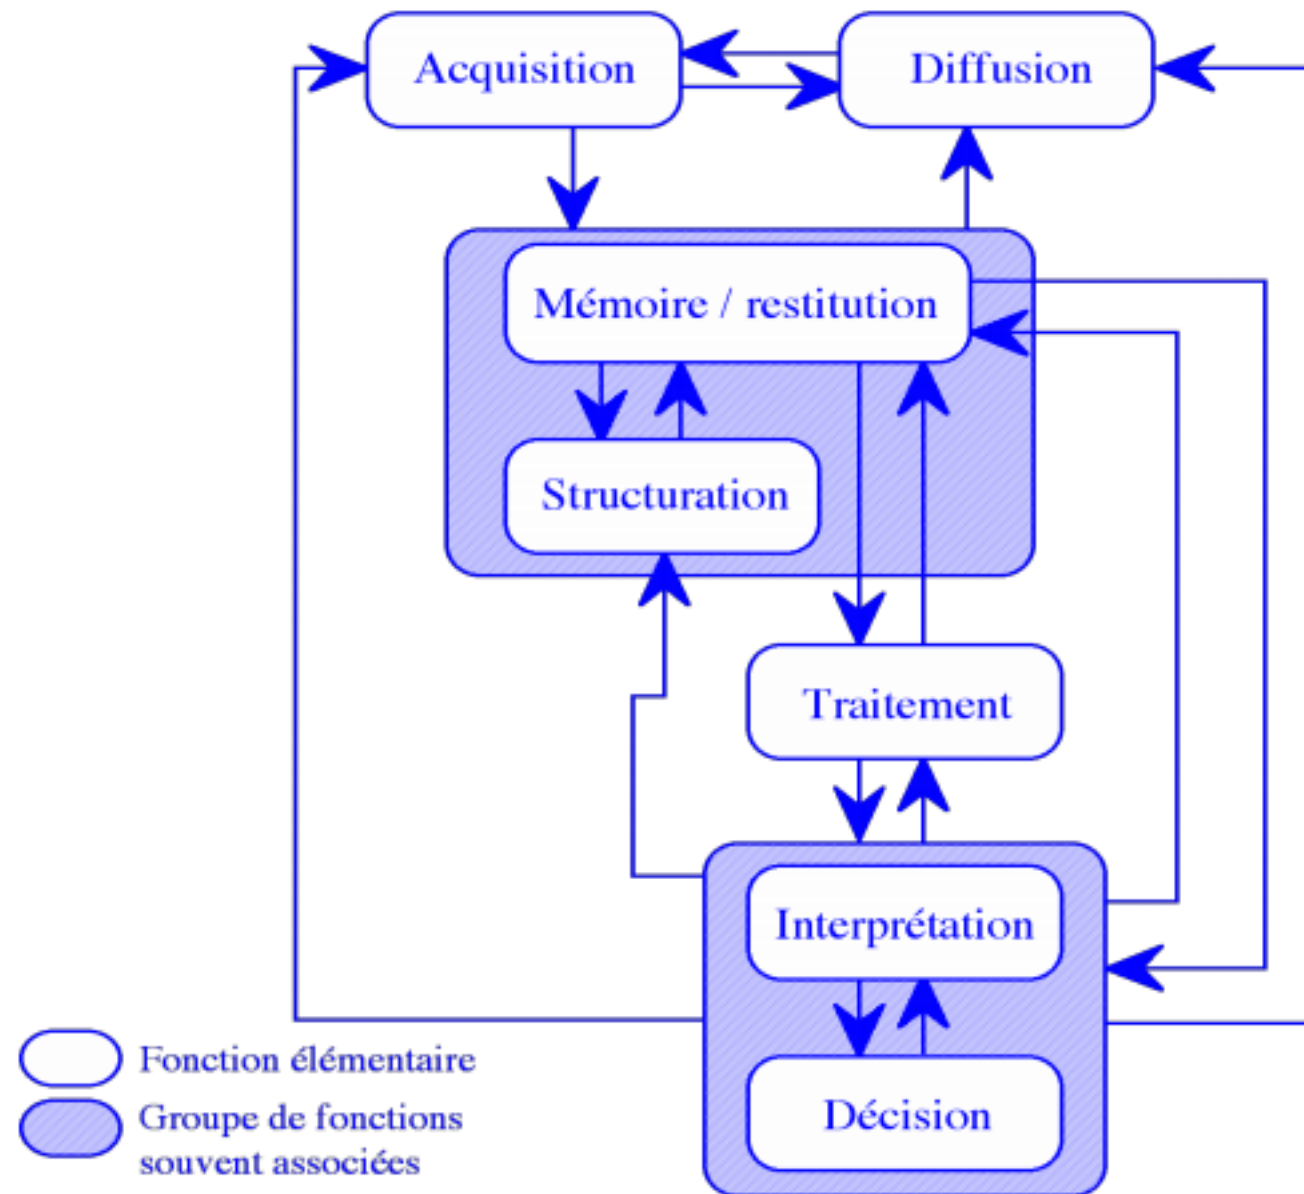 Acquisition
Diffusion
Mémoire / restitution
Structuration
Traitement
Interprétation
Décision
Fonction élémentaire
Groupe de fonctions
souvent associées